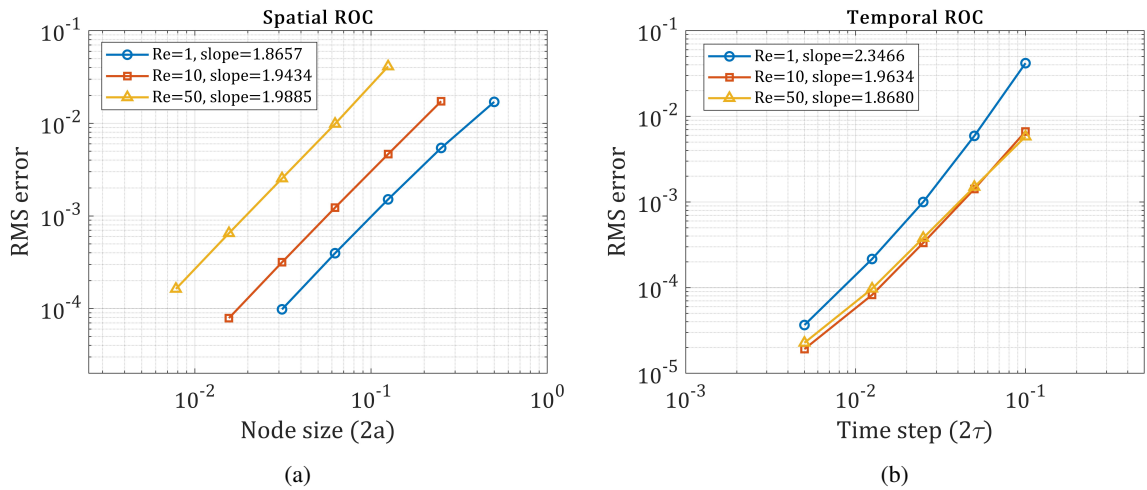 Spatial ROC
Re=1, slope=1.8657
Re=10, slope=1.9434
Re=50, slope=1.9885
RMS error
10^-1
10^-2
10^-3
10^-4
10^-2
10^-1
10^0
Node size (2a)
(a)
Temporal ROC
Re=1, slope=2.3466
Re=10, slope=1.9634
Re=50, slope=1.8680
RMS error
10^-1
10^-2
10^-3
10^-4
10^-5
10^-3
10^-2
10^-1
Time step (2τ)
(b)